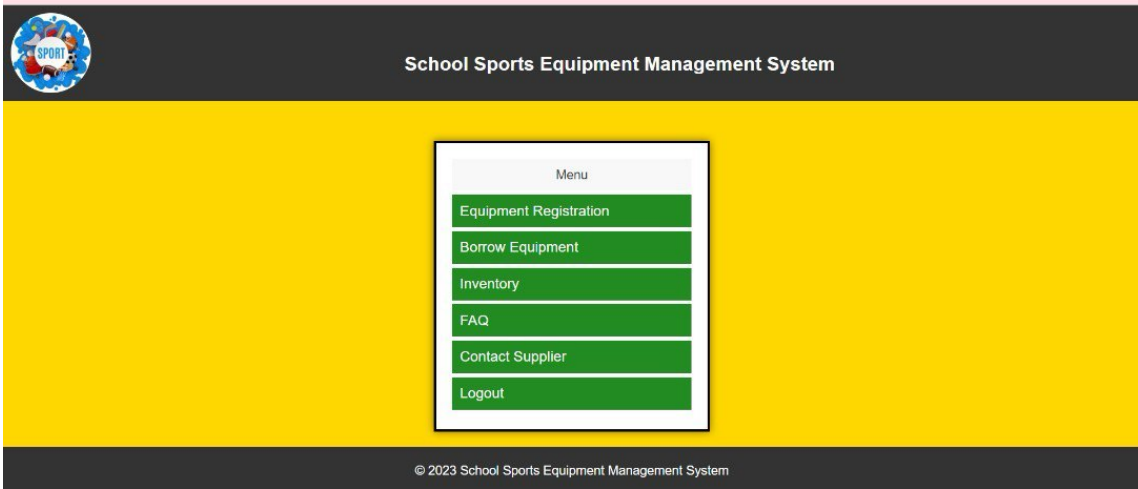 SPORT
School Sports Equipment Management System
Menu
Equipment Registration
Borrow Equipment
Inventory
FAQ
Contact Supplier
Logout
© 2023 School Sports Equipment Management System